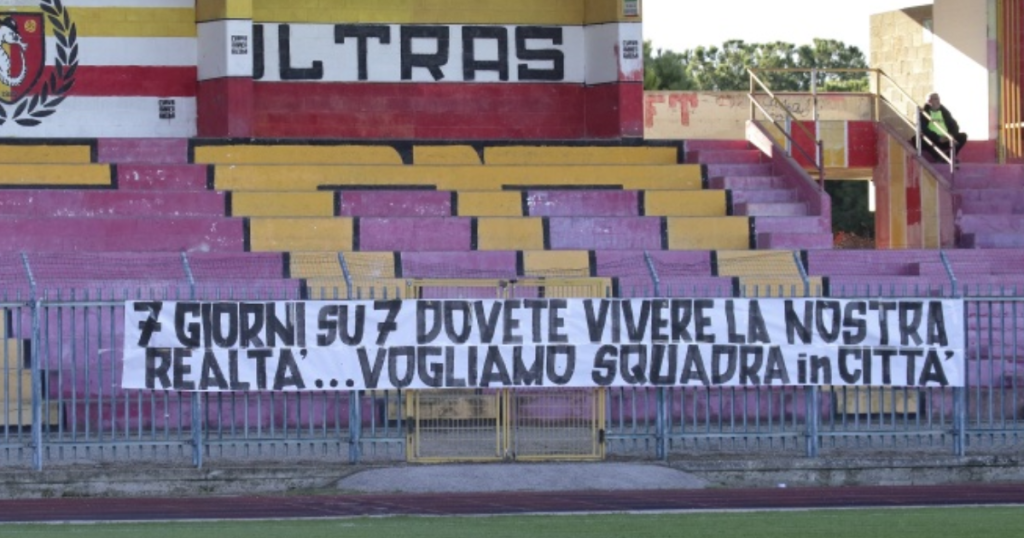 ULTRAS
7 GIORNI SU 7 DOVETE VIVERE LA NOSTRA
REALTA'... VOGLIAMO SQUADRA in CITTA'